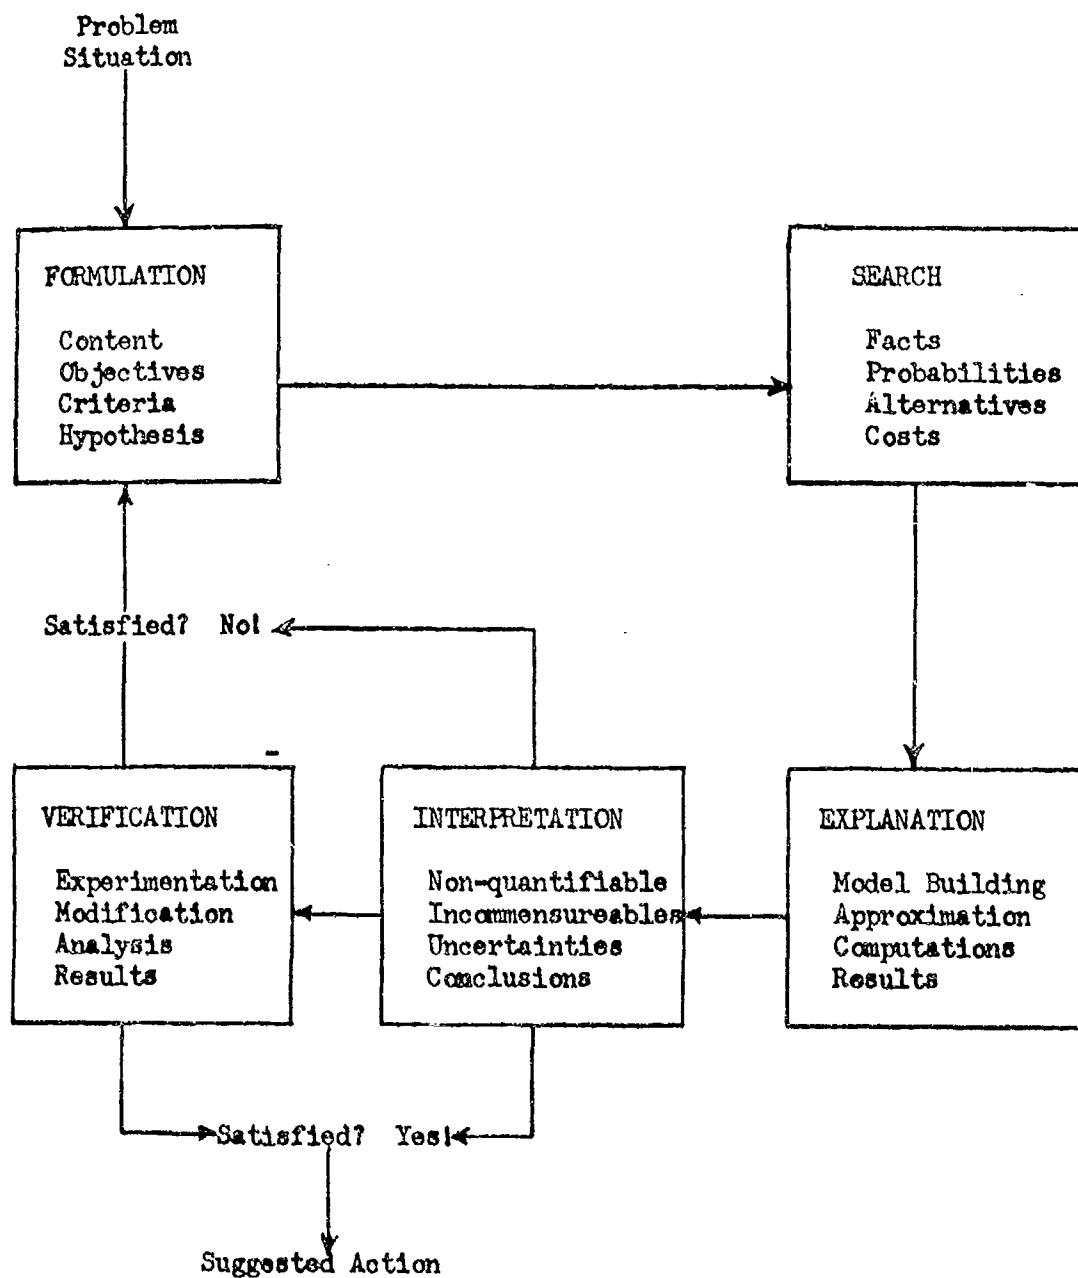 Problem
Situation
FORMULATION
Content
Objectives
Criteria
Hypothesis
SEARCH
Facts
Probabilities
Alternatives
Costs
Satisfied? No!
VERIFICATION
Experimentation
Modification
Analysis
Results
INTERPRETATION
Non-quantifiable
Incommensureables
Uncertainties
Conclusions
EXPLANATION
Model Building
Approximation
Computations
Results
Satisfied? Yes!
Suggested Action